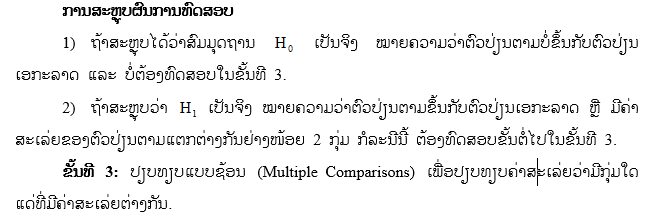 ການສະຫຼຸບຜົນການທົດສອບ
1) ຖ້າສະຫຼຸບໄດ້ວ່າສົມມຸດຖານ H₀ ເປັນຈິງ ໝາຍຄວາມວ່າຕົວປ່ຽນຕາມບໍ່ຂຶ້ນກັບຕົວປ່ຽນ
ເອກະລາດ ແລະ ບໍ່ຕ້ອງທົດສອບໃນຂັ້ນທີ 3.
2) ຖ້າສະຫຼຸບວ່າ H₁ ເປັນຈິງ ໝາຍຄວາມວ່າຕົວປ່ຽນຕາມຂຶ້ນກັບຕົວປ່ຽນເອກະລາດ ຫຼື ມີຄ່າ
ສະເລ່ຍຂອງຕົວປ່ຽນຕາມແຕກຕ່າງກັນຢ່າງໜ້ອຍ 2 ກຸ່ມ ກໍລະນີນີ້ ຕ້ອງທົດສອບຂັ້ນຕໍ່ໄປໃນຂັ້ນທີ 3.
ຂັ້ນທີ 3: ປຽບທຽບແບບຊ້ອນ (Multiple Comparisons) ເພື່ອປຽບທຽບຄ່າສະເລ່ຍວ່າມີກຸ່ມໃດ
ແດ່ທີ່ມີຄ່າສະເລ່ຍຕ່າງກັນ.